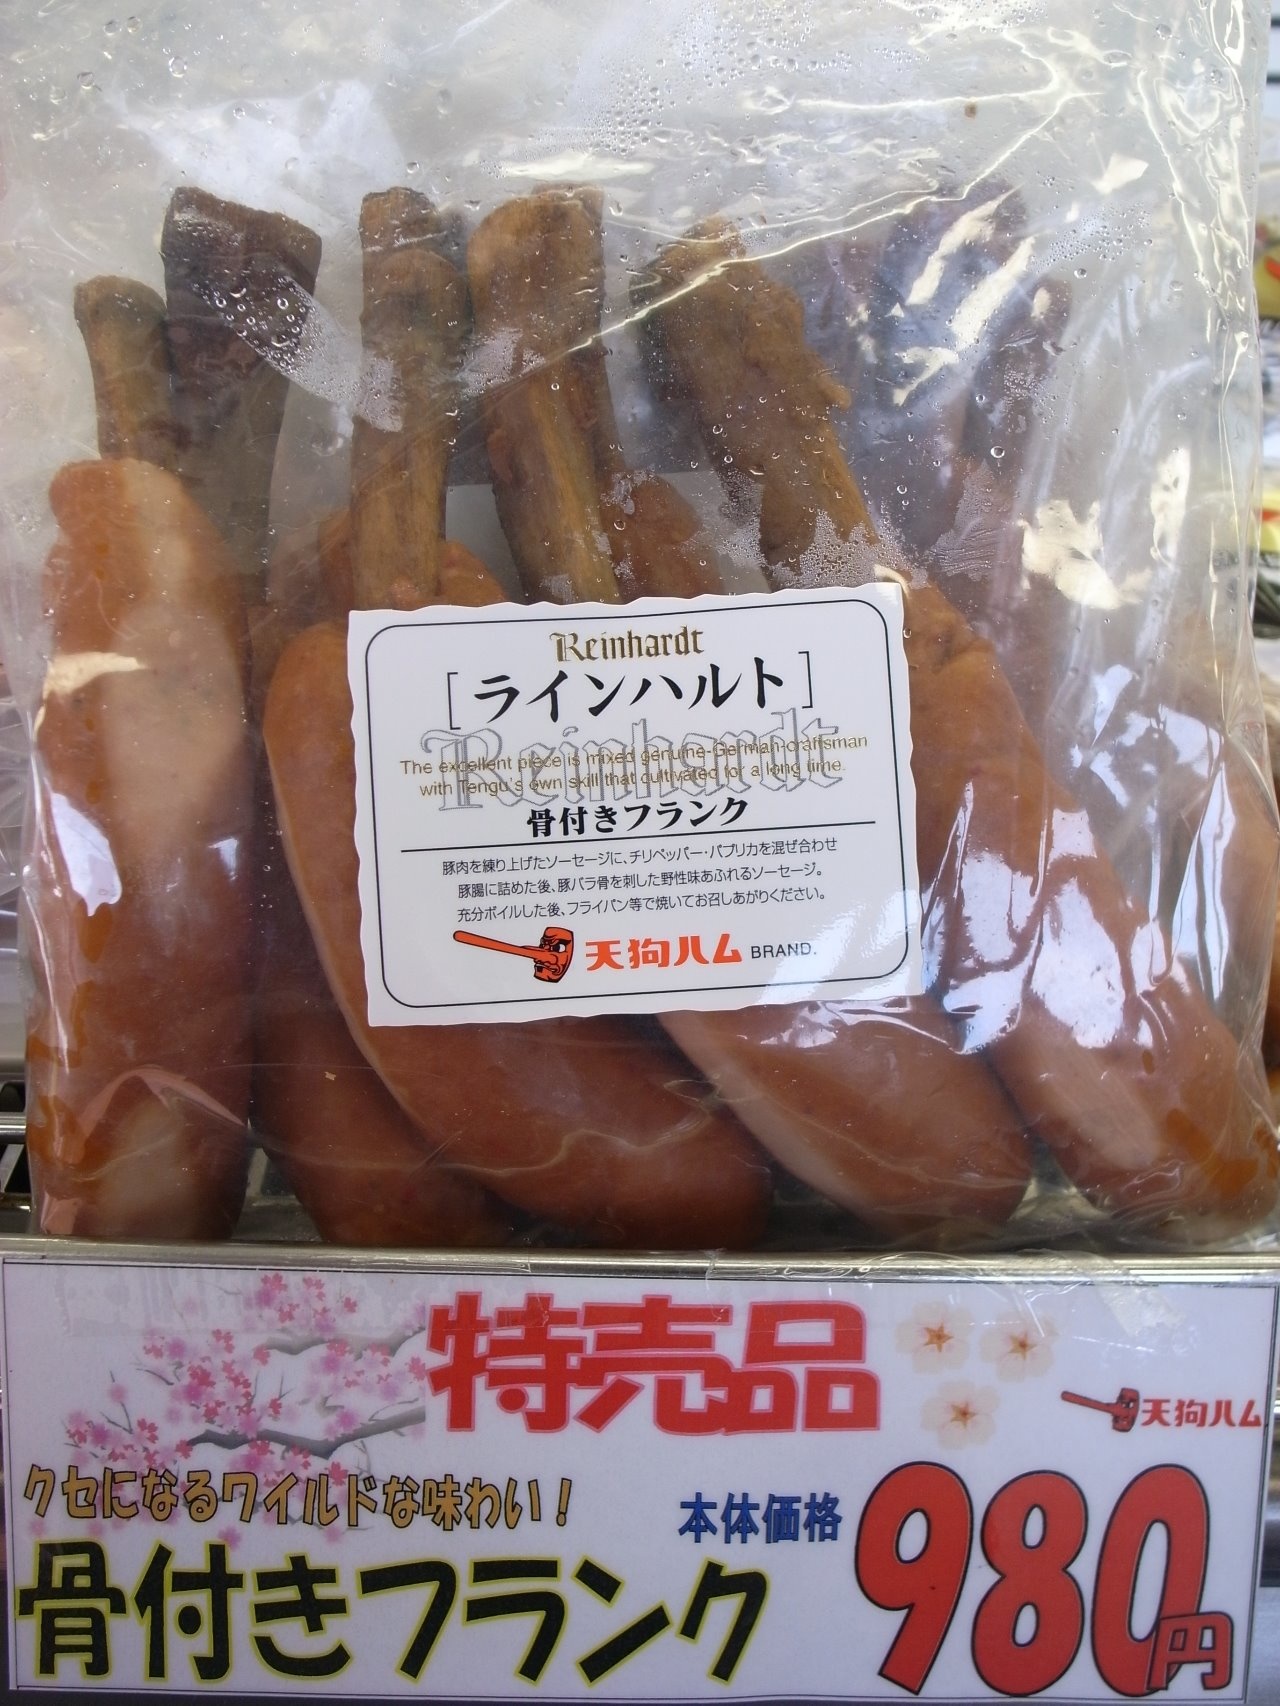 Reinhardt
[ラインハルト]
Reinhardt
The excellent piece is mixed genuine-German-craftsman
with Tengu's own skill that cultivated for a long time.
骨付きフランク
豚肉を練り上げたソーセージに、チリペッパー・パプリカを混ぜ合わせ
豚腸に詰めた後、豚バラ骨を刺した野性味あふれるソーセージ。
充分ボイルした後、フライパン等で焼いてお召しあがりください。
天狗ハム BRAND.
特売品
天狗ハム
クセになるワイルドな味わい!
本体価格 980円
骨付きフランク